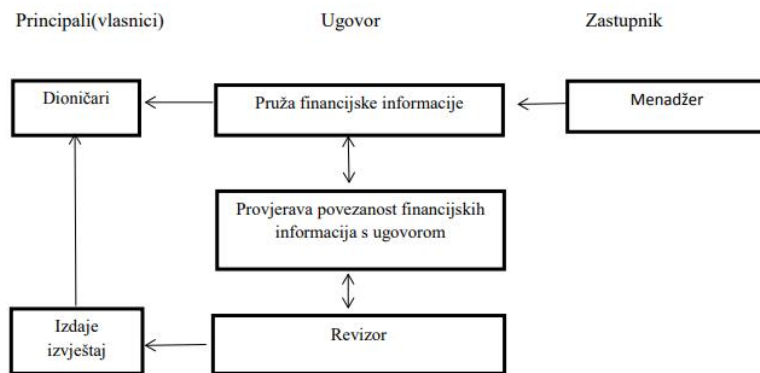 Principali(vlasnici)
Ugovor
Zastupnik
Dioničari
Pruža financijske informacije
Menadžer
Provjerava povezanost financijskih
informacija s ugovorom
Izdaje
izvještaj
Revizor